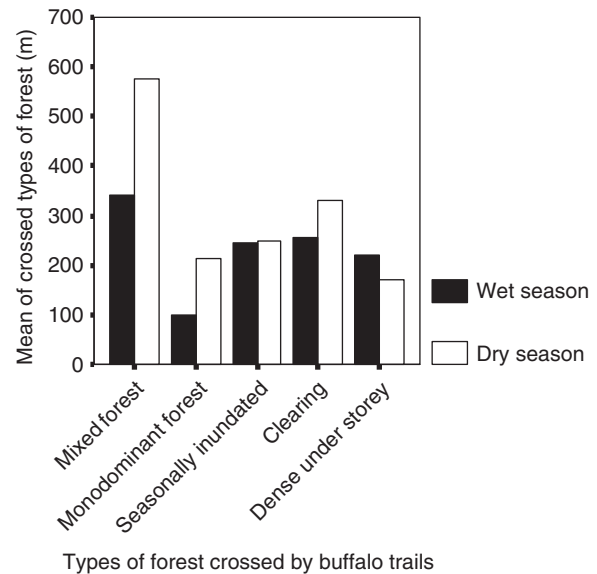 Mean of crossed types of forest (m)
700
600
500
400
300
200
100
0
Mixed forest
Monodominant forest
Seasonally inundated
Clearing
Dense under storey
Wet season
Dry season
Types of forest crossed by buffalo trails